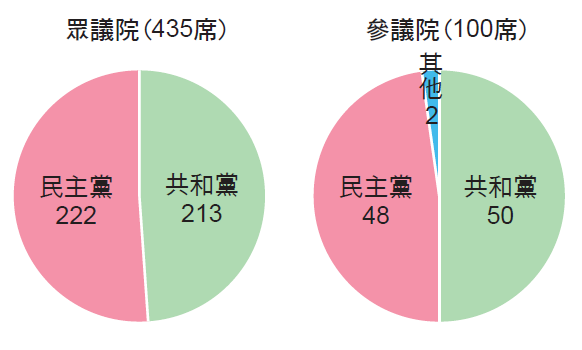 眾議院（435席）
民主黨
222
共和黨
213
參議院（100席）
其
他
2
民主黨
48
共和黨
50